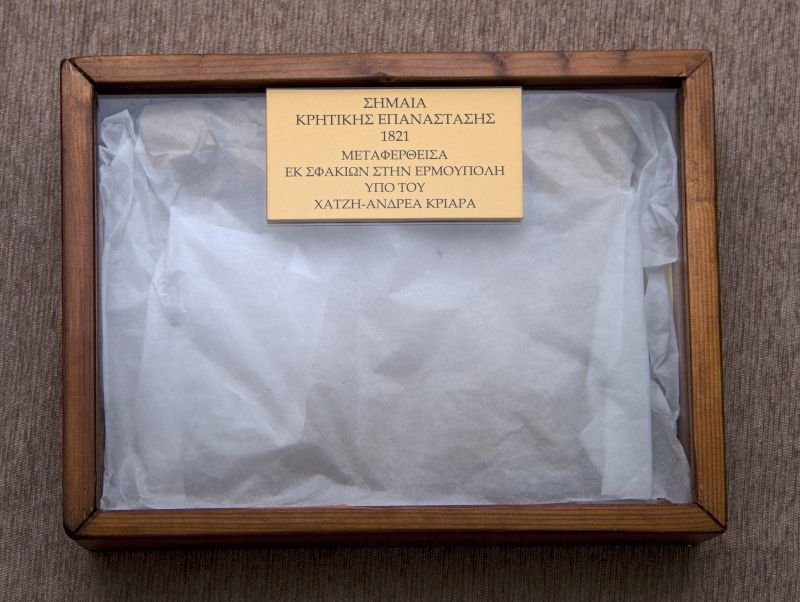 ΣΗΜΑΙΑ
ΚΡΗΤΙΚΗΣ ΕΠΑΝΑΣΤΑΣΗΣ
1821
ΜΕΤΑΦΕΡΘΕΙΣΑ
ΕΚ ΣΦΑΚΙΩΝ ΣΤΗΝ ΕΡΜΟΥΠΟΛΗ
ΥΠΟ ΤΟΥ
ΧΑΤΖΗ-ΑΝΔΡΕΑ ΚΡΙΑΡΑ